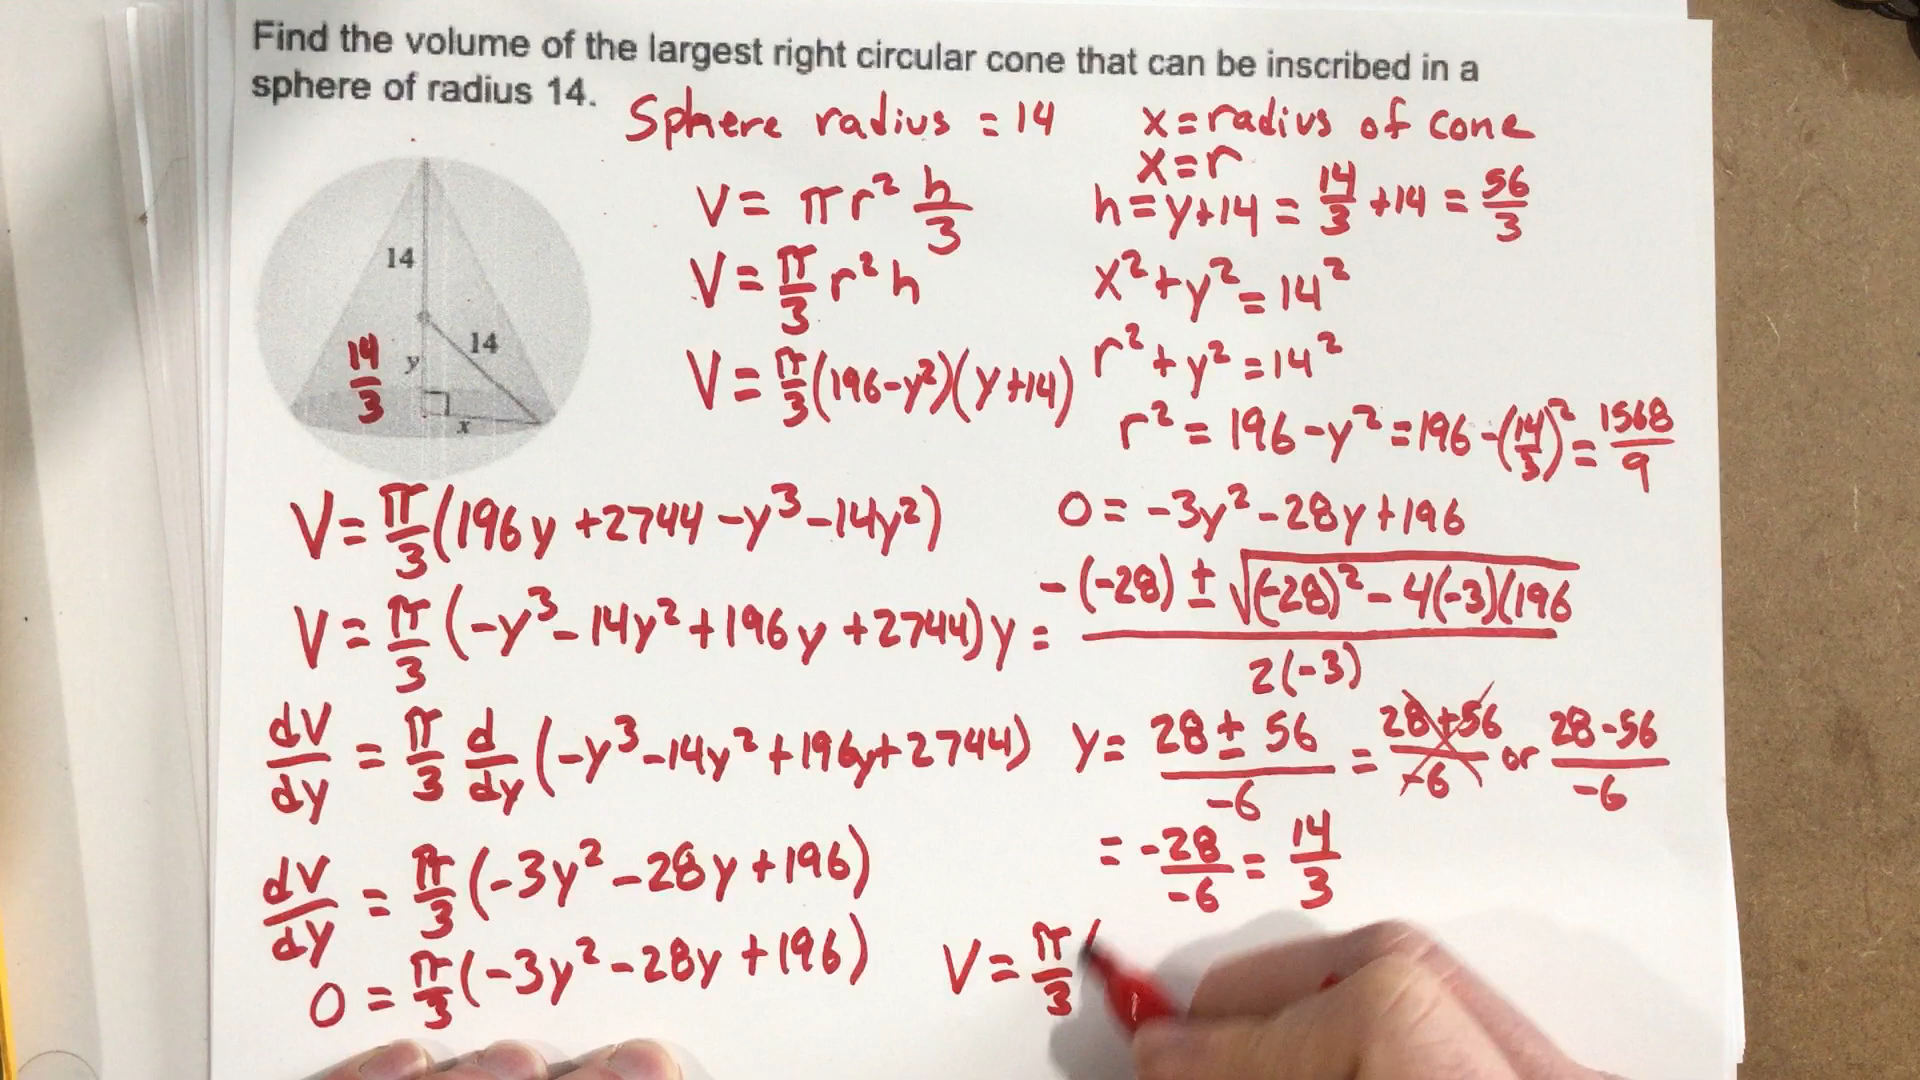 Find the volume of the largest right circular cone that can be inscribed in a
sphere of radius 14.
Sphere radius = 14
x = radius of cone
x = r
V = πr² h/3
h = y+14 = 14/3 + 14 = 56/3
V = π/3 r² h
x² + y² = 14²
r² + y² = 14²
V = π/3 (196-y²)(y+14)
r² = 196 - y² = 196 - (14/3)² = 1568/9
14
14
y
x
14/3
V = π/3 (196y + 2744 - y³ - 14y²)
V = π/3 (-y³ - 14y² + 196y + 2744)
dV/dy = π/3 d/dy (-y³ - 14y² + 196y + 2744)
dV/dy = π/3 (-3y² - 28y + 196)
0 = π/3 (-3y² - 28y + 196)
0 = -3y² - 28y + 196
y = -(-28) ± √(-28)² - 4(-3)(196 / 2(-3)
y = 28 ± 56 / -6 = 28+56 / -6 or 28-56 / -6
= -28/-6 = 14/3
V = π/3 (